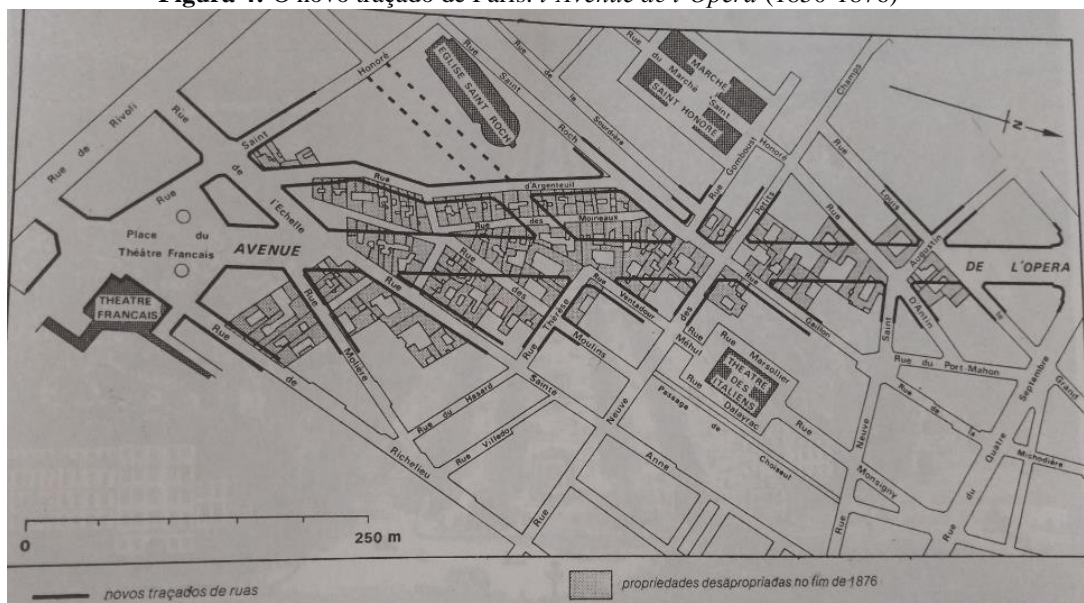 Figura 4: O novo traçado de Paris: l'Avenue de l'Opéra (1850-1876)
Rue de Rivoli
Rue Saint Honoré
EGLISE SAINT ROCH
Rue Saint Roch
Rue de la Sourdière
Rue du Marché Saint Honoré
MARCHE
SAINT HONORE
Rue Gomboust
Rue des Petits Champs
N
Rue de l'Echelle
Rue d'Argenteuil
Rue des Moineaux
Rue Louis
Place du
Théâtre Francais
AVENUE
DE L'OPERA
THEATRE
FRANCAIS
Rue de Richelieu
Rue Molière
Rue des Moulins
Rue Thérèse
Rue Ventadour
Rue Sainte Anne
Gaillon
Rue Neuve Saint Augustin
Rue D'Antin
Rue du Port Mahon
Rue Méhul
Rue Marsollier
THEATRE
DES
ITALIENS
Rue Dalayrac
Passage de Choiseul
Rue Monsigny
Rue de la Michodière
Rue du Quatre Septembre
Grand
Rue du Hasard
Rue Villedo
Rue Neuve des
0
250 m
novos traçados de ruas
propriedades desapropriadas no fim de 1876